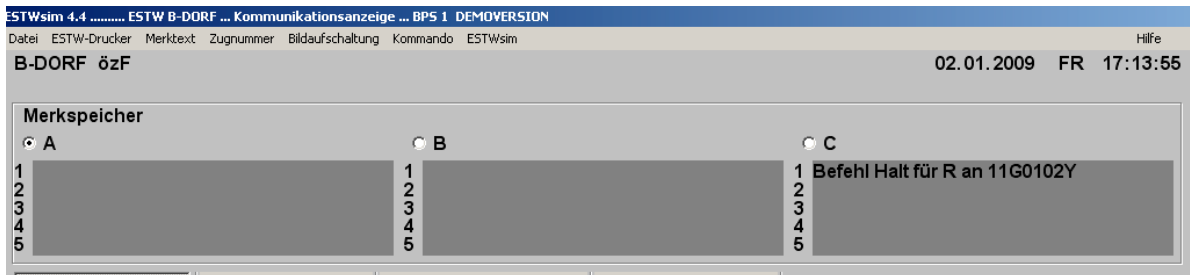 ESTWsim 4.4 .......... ESTW B-DORF ... Kommunikationsanzeige ... BPS 1 DEMOVERSION
Datei ESTW-Drucker Merktext Zugnummer Bildaufschaltung Kommando ESTWsim Hilfe
B-DORF özF 02.01.2009 FR 17:13:55
Merkspeicher
A B C
1 1 1 Befehl Halt für R an 11G0102Y
2 2 2
3 3 3
4 4 4
5 5 5